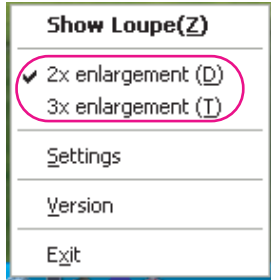 Show Loupe(Z)
2x enlargement (D)
3x enlargement (T)
Settings
Version
Exit